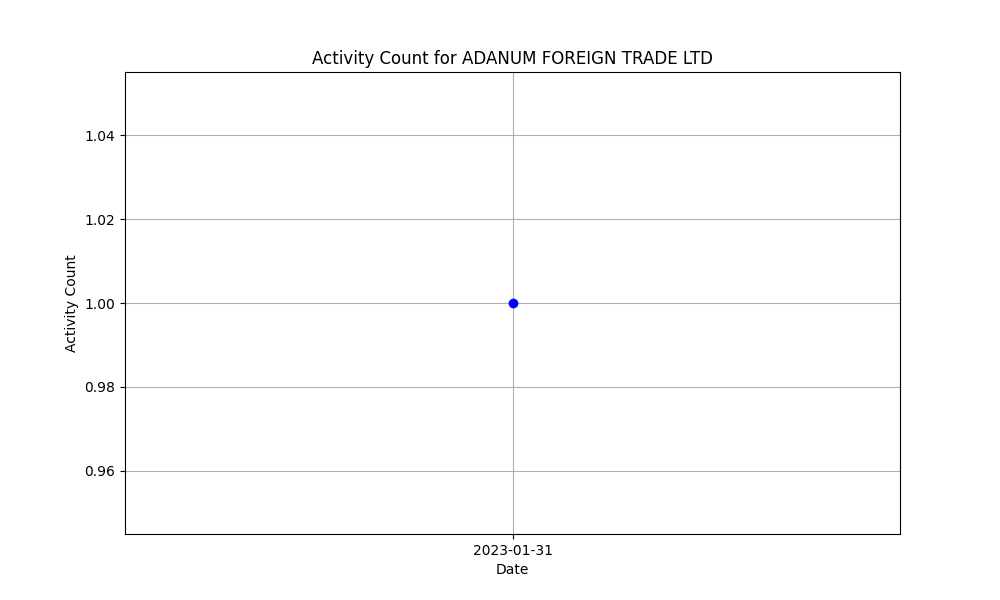 Activity Count for ADANUM FOREIGN TRADE LTD
1.04
1.02
1.00
0.98
0.96
Activity Count
2023-01-31
Date